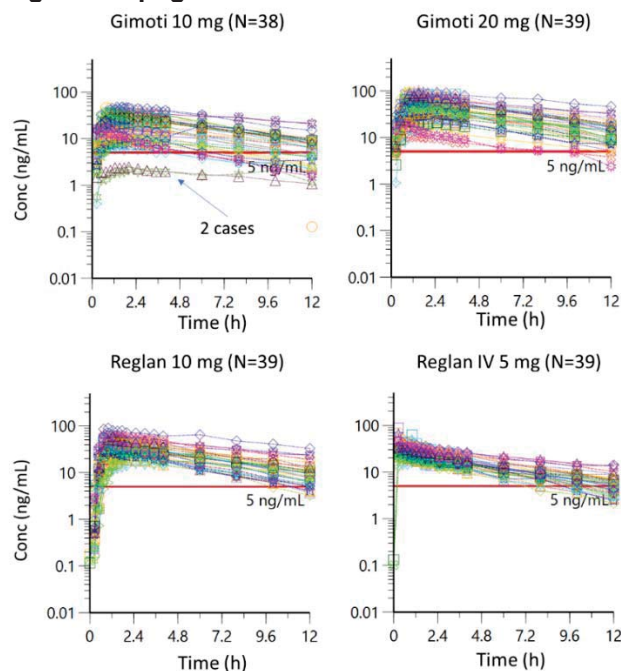 Gimoti 10 mg (N=38)
Gimoti 20 mg (N=39)
Conc (ng/mL)
100
10
1
0.1
0.01
5 ng/mL
2 cases
0 2.4 4.8 7.2 9.6 12
Time (h)
100
10
1
0.1
0.01
5 ng/mL
0 2.4 4.8 7.2 9.6 12
Time (h)
Reglan 10 mg (N=39)
Reglan IV 5 mg (N=39)
Conc (ng/mL)
100
10
1
0.1
0.01
5 ng/mL
0 2.4 4.8 7.2 9.6 12
Time (h)
100
10
1
0.1
0.01
5 ng/mL
0 2.4 4.8 7.2 9.6 12
Time (h)